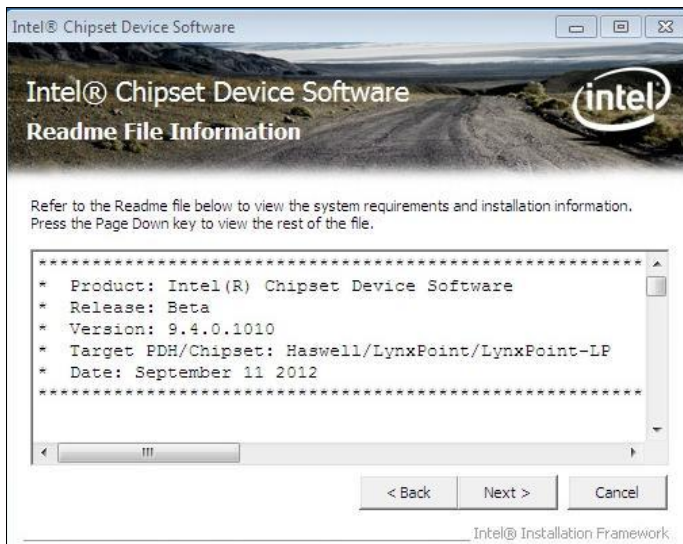 Intel® Chipset Device Software
Intel® Chipset Device Software
intel
Readme File Information
Refer to the Readme file below to view the system requirements and installation information.
Press the Page Down key to view the rest of the file.
************************************************************
* Product: Intel(R) Chipset Device Software
* Release: Beta
* Version: 9.4.0.1010
* Target PDH/Chipset: Haswell/LynxPoint/LynxPoint-LP
* Date: September 11 2012
************************************************************
< Back
Next >
Cancel
Intel® Installation Framework